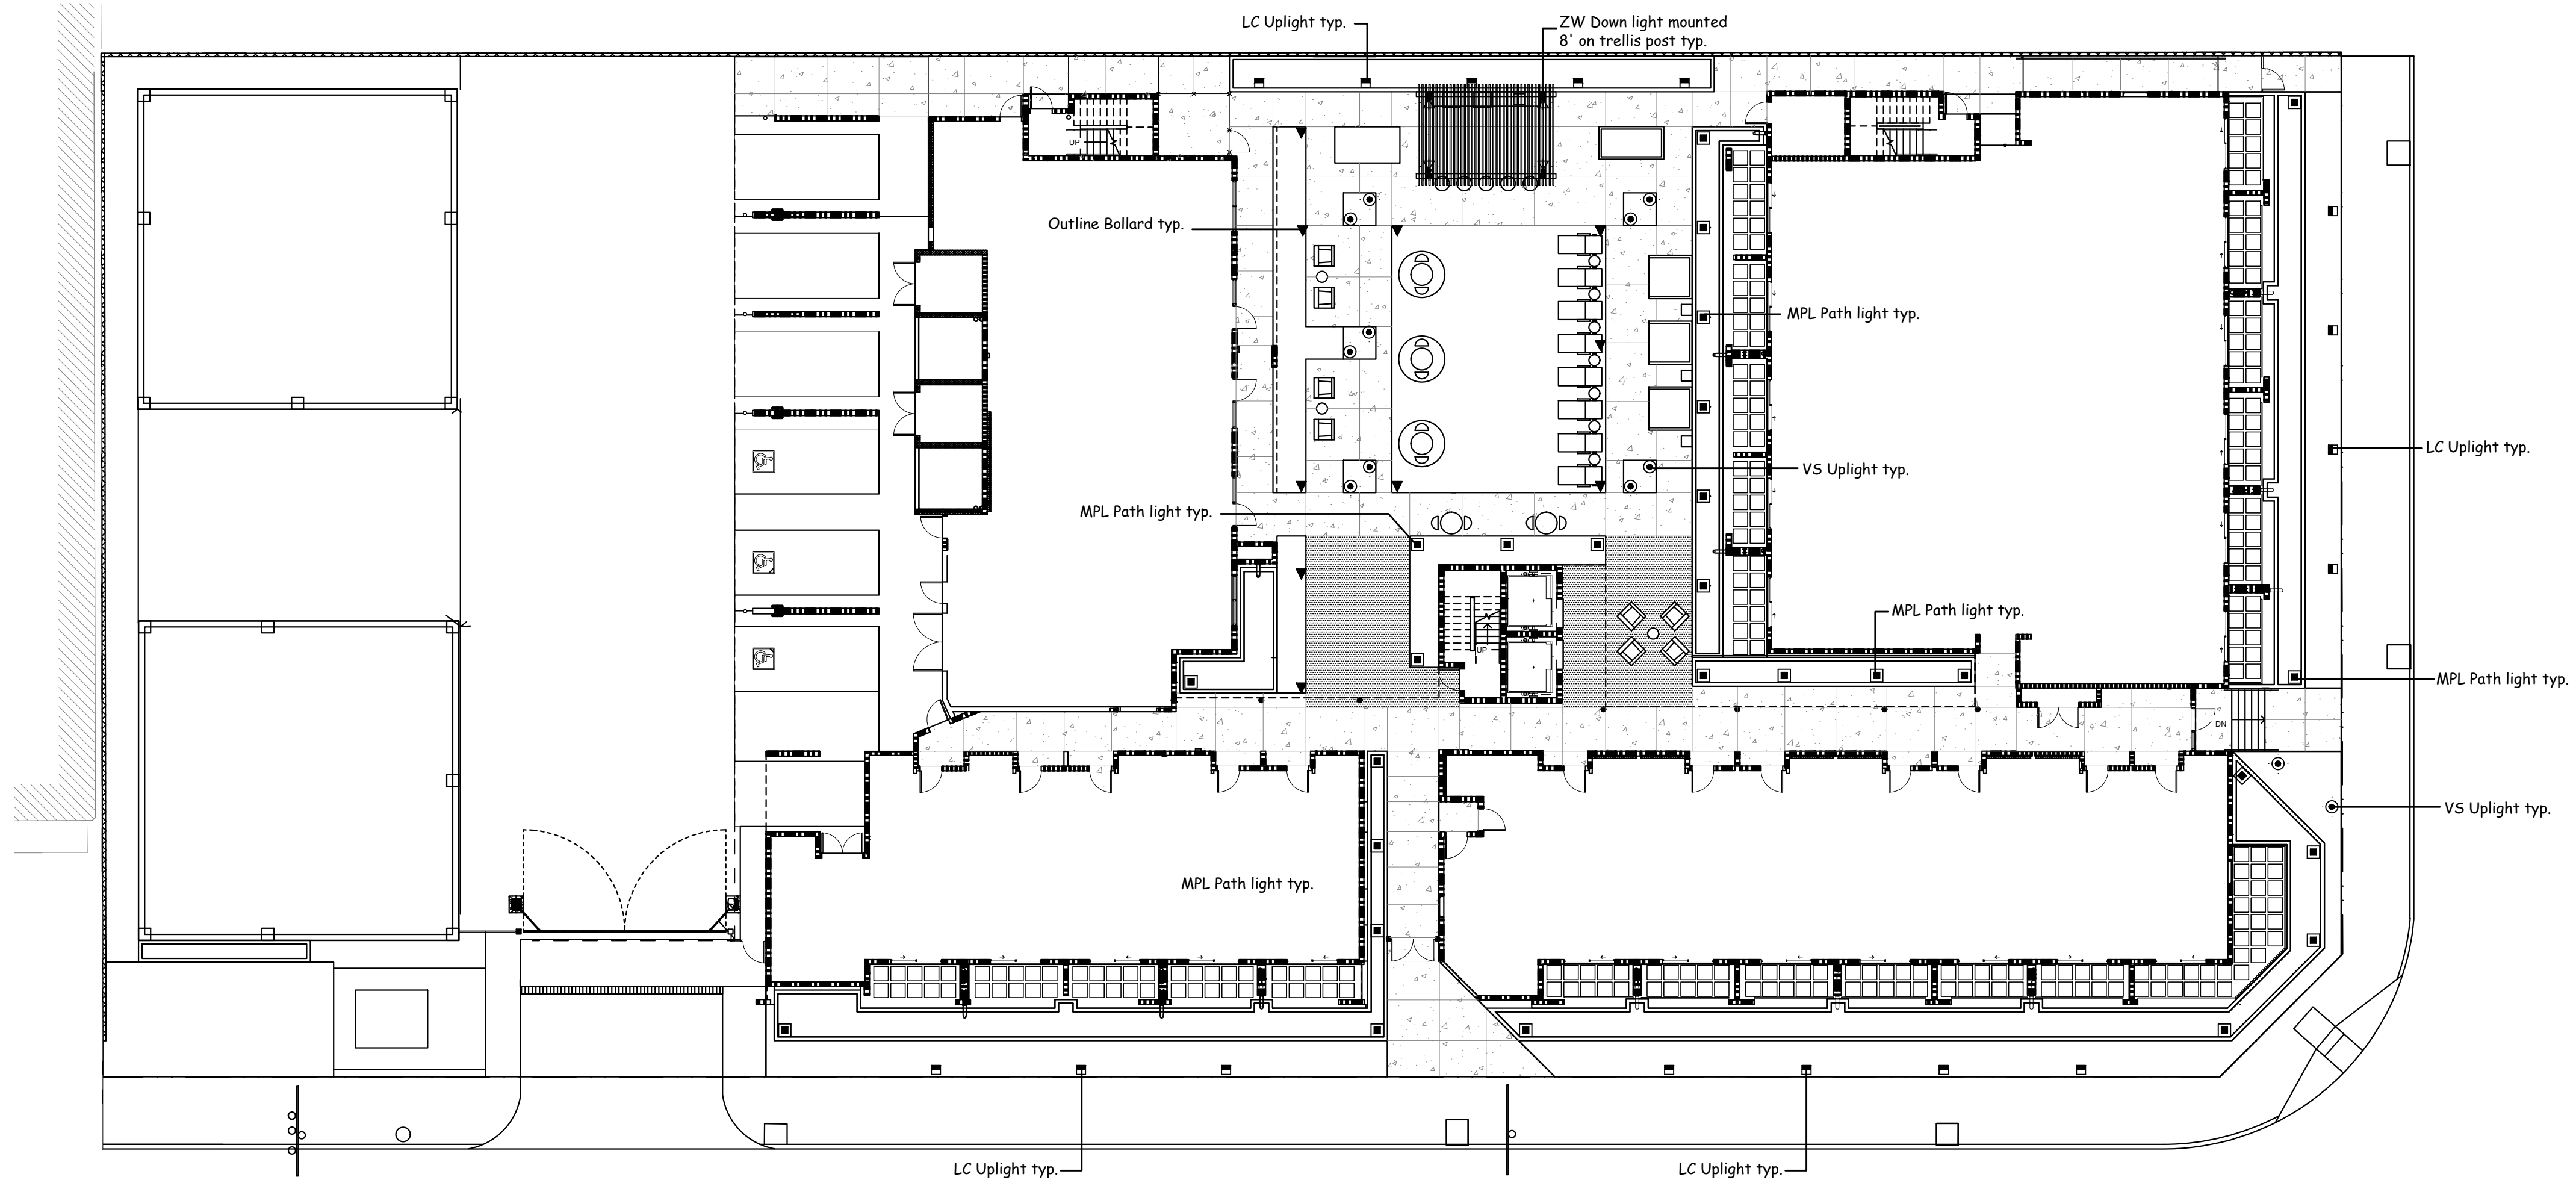 LC Uplight typ.
ZW Down light mounted
8' on trellis post typ.
UP
Outline Bollard typ.
MPL Path light typ.
LC Uplight typ.
VS Uplight typ.
MPL Path light typ.
MPL Path light typ.
UP
MPL Path light typ.
DN
VS Uplight typ.
MPL Path light typ.
LC Uplight typ.
LC Uplight typ.